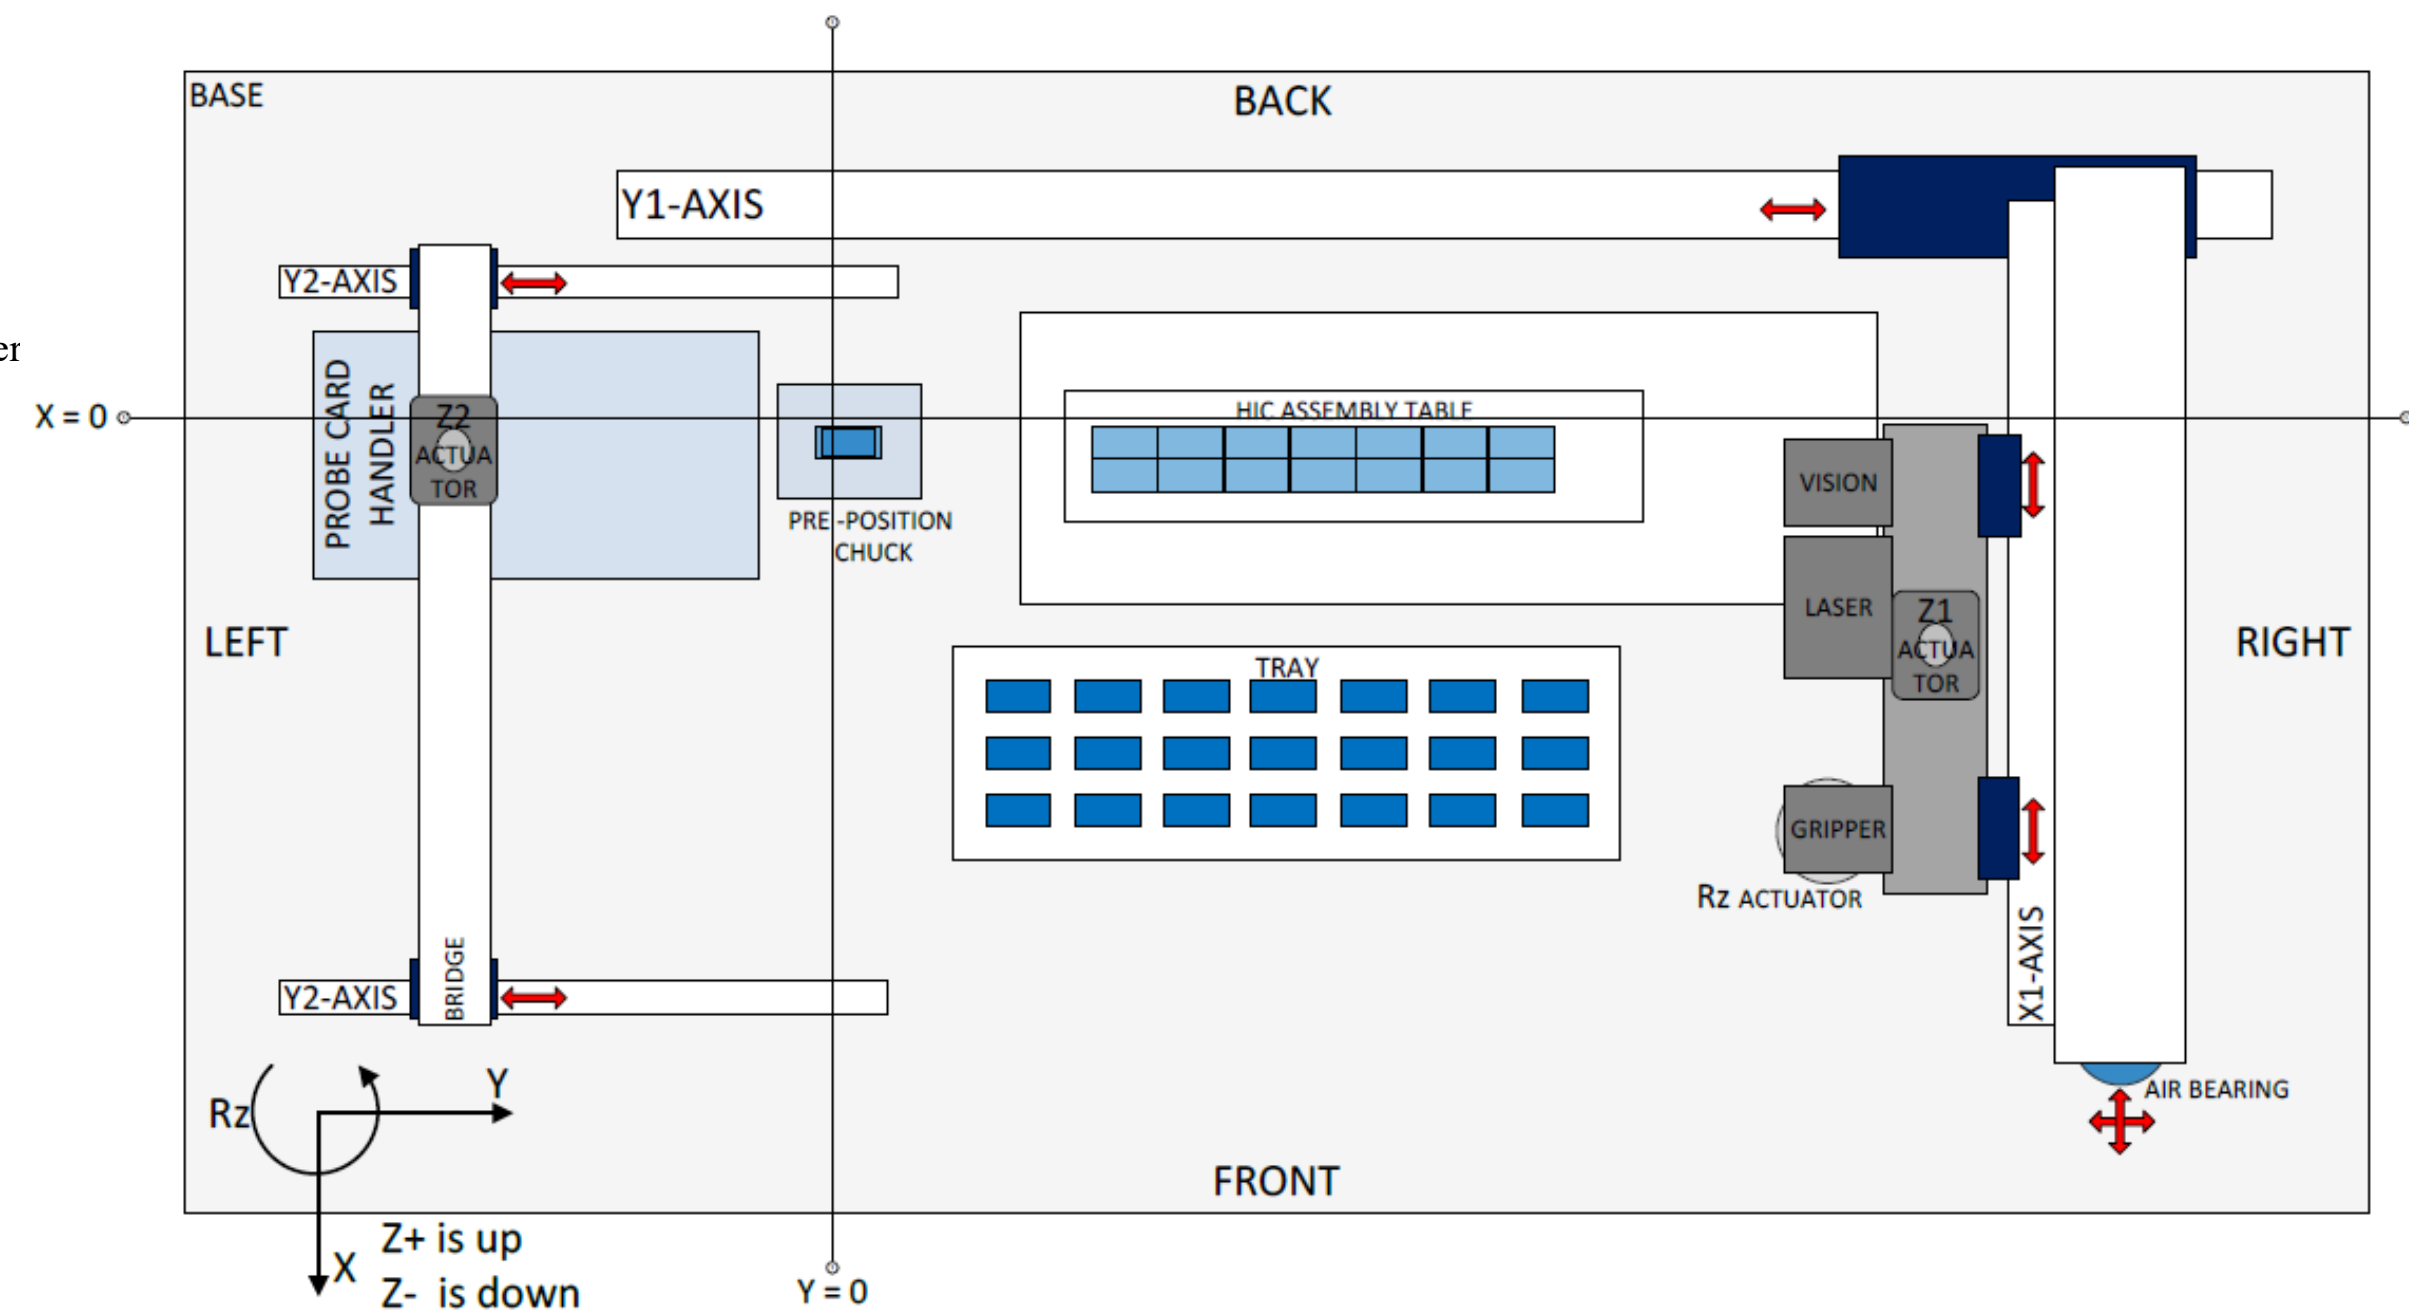 BASE
BACK
Y1-AXIS
Y2-AXIS
er
X = 0
PROBE CARD
HANDLER
Z2
ACTUA
TOR
HIC ASSEMBLY TABLE
VISION
PRE -POSITION
CHUCK
LEFT
LASER
Z1
ACTUA
TOR
RIGHT
TRAY
GRIPPER
Rz ACTUATOR
X1-AXIS
BRIDGE
Y2-AXIS
Rz
Y
AIR BEARING
FRONT
X
Z+ is up
Z- is down
Y = 0